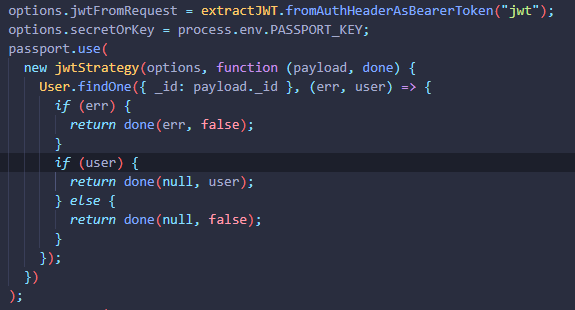 options.jwtFromRequest = extractJWT.fromAuthHeaderAsBearerToken("jwt");
options.secretOrKey = process.env.PASSPORT_KEY;
passport.use(
  new jwtStrategy(options, function (payload, done) {
    User.findOne({ _id: payload._id }, (err, user) => {
      if (err) {
        return done(err, false);
      }
      if (user) {
        return done(null, user);
      } else {
        return done(null, false);
      }
    });
  })
);